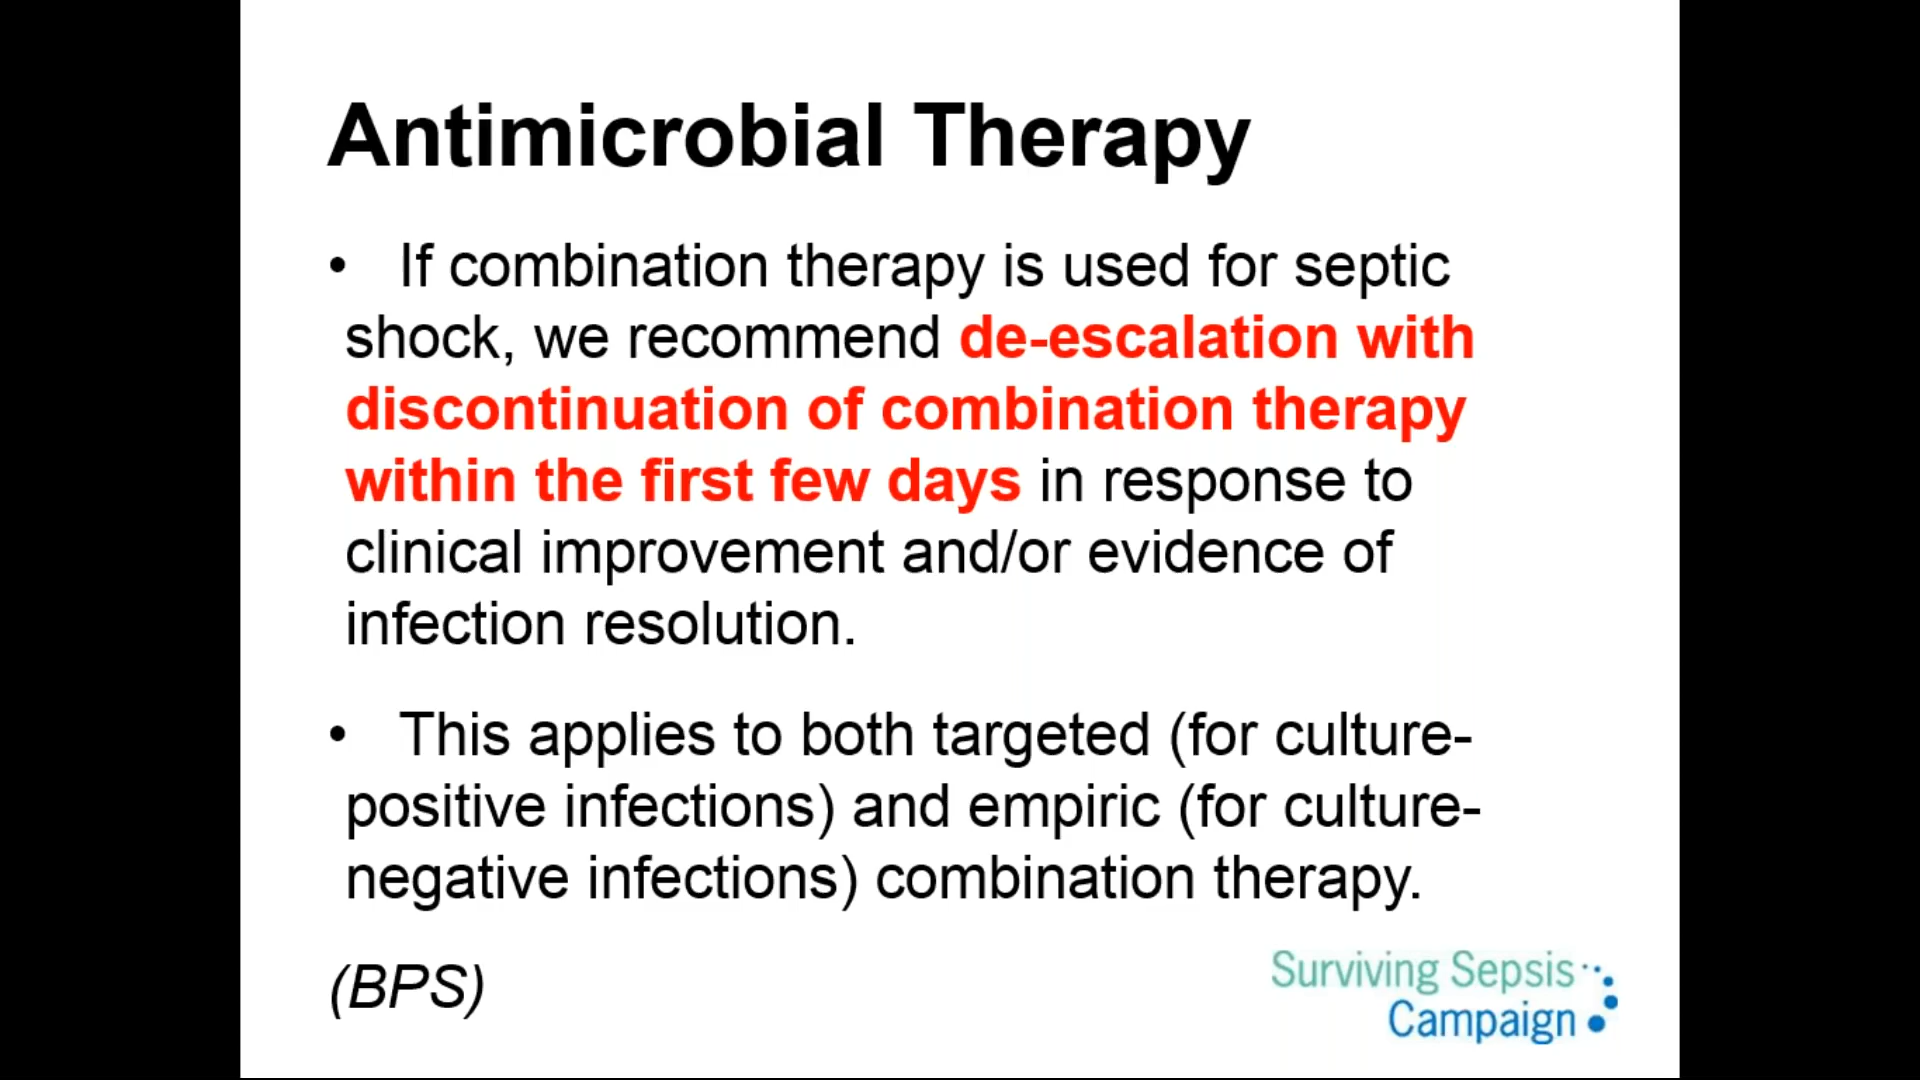 Antimicrobial Therapy
• If combination therapy is used for septic
shock, we recommend de-escalation with
discontinuation of combination therapy
within the first few days in response to
clinical improvement and/or evidence of
infection resolution.
• This applies to both targeted (for culture-
positive infections) and empiric (for culture-
negative infections) combination therapy.
(BPS)
Surviving Sepsis
Campaign